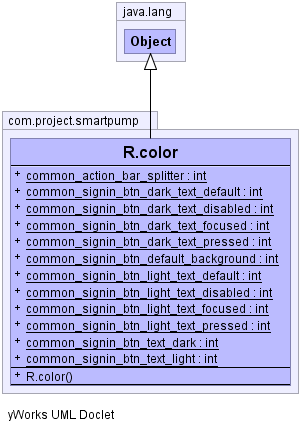 java.lang
Object
com.project.smartpump
R.color
+ common_action_bar_splitter : int
+ common_signin_btn_dark_text_default : int
+ common_signin_btn_dark_text_disabled : int
+ common_signin_btn_dark_text_focused : int
+ common_signin_btn_dark_text_pressed : int
+ common_signin_btn_default_background : int
+ common_signin_btn_light_text_default : int
+ common_signin_btn_light_text_disabled : int
+ common_signin_btn_light_text_focused : int
+ common_signin_btn_light_text_pressed : int
+ common_signin_btn_text_dark : int
+ common_signin_btn_text_light : int
+ R.color()
yWorks UML Doclet